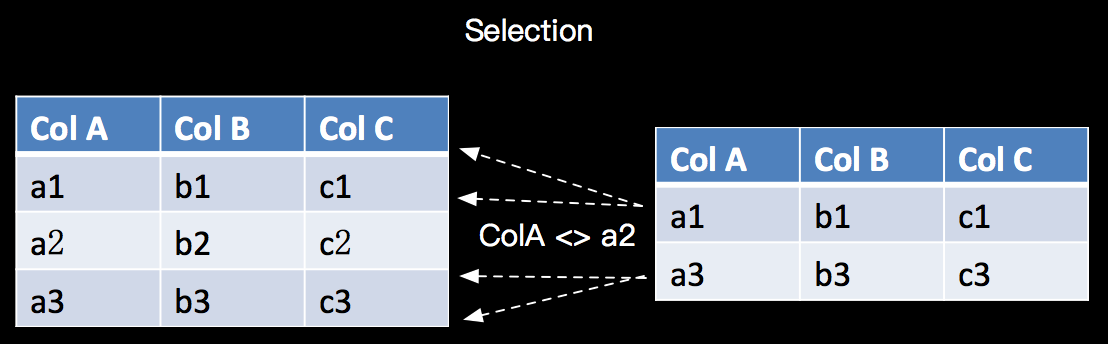 Selection
Col A Col B Col C
a1 b1 c1
a2 b2 c2
a3 b3 c3
ColA <> a2
Col A Col B Col C
a1 b1 c1
a3 b3 c3